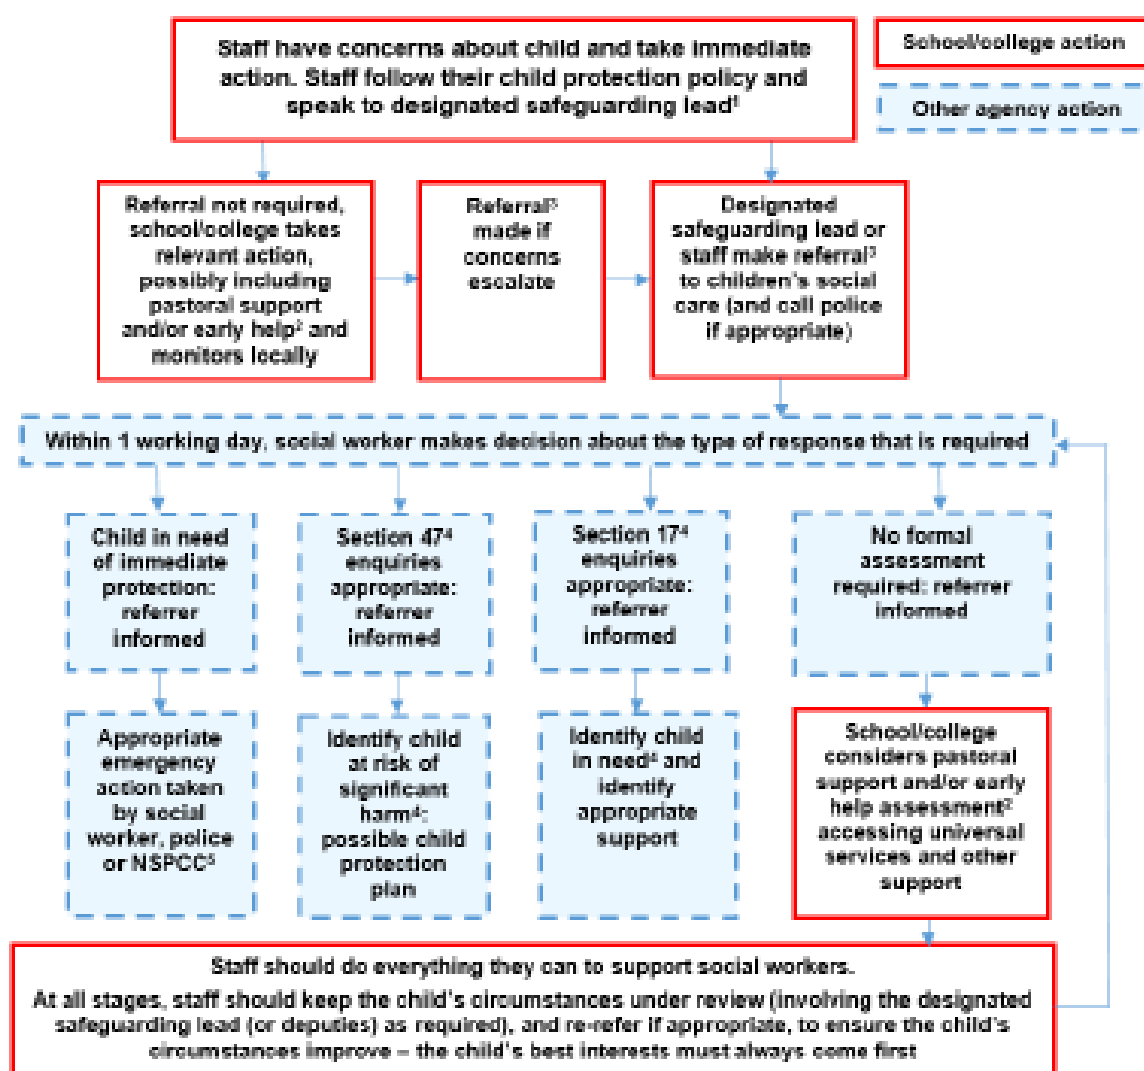 Staff have concerns about child and take immediate
action. Staff follow their child protection policy and
speak to designated safeguarding lead¹
School/college action
Other agency action
Referral not required,
school/college takes
relevant action,
possibly including
pastoral support
and/or early help² and
monitors locally
Referral³
made if
concerns
escalate
Designated
safeguarding lead or
staff make referral³
to children's social
care (and call police
if appropriate)
Within 1 working day, social worker makes decision about the type of response that is required
Child in need
of immediate
protection:
referrer
informed
Section 47⁴
enquiries
appropriate:
referrer
informed
Section 17⁴
enquiries
appropriate:
referrer
informed
No formal
assessment
required: referrer
informed
Appropriate
emergency
action taken
by social
worker, police
or NSPCC⁵
Identify child
at risk of
significant
harm⁴:
possible child
protection
plan
Identify child
in need⁴ and
identify
appropriate
support
School/college
considers pastoral
support and/or early
help assessment²
accessing universal
services and other
support
Staff should do everything they can to support social workers.
At all stages, staff should keep the child's circumstances under review (involving the designated
safeguarding lead (or deputies) as required), and re-refer if appropriate, to ensure the child's
circumstances improve – the child's best interests must always come first